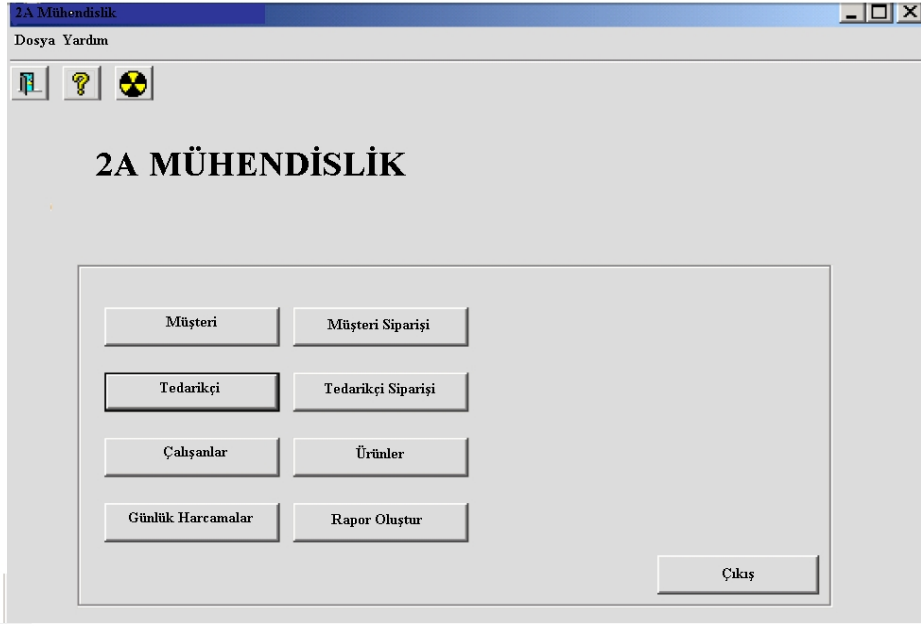 2A Mühendislik
Dosya Yardım
2A MÜHENDİSLİK
Müşteri Müşteri Siparişi
Tedarikçi Tedarikçi Siparişi
Çalışanlar Ürünler
Günlük Harcamalar Rapor Oluştur
Çıkış